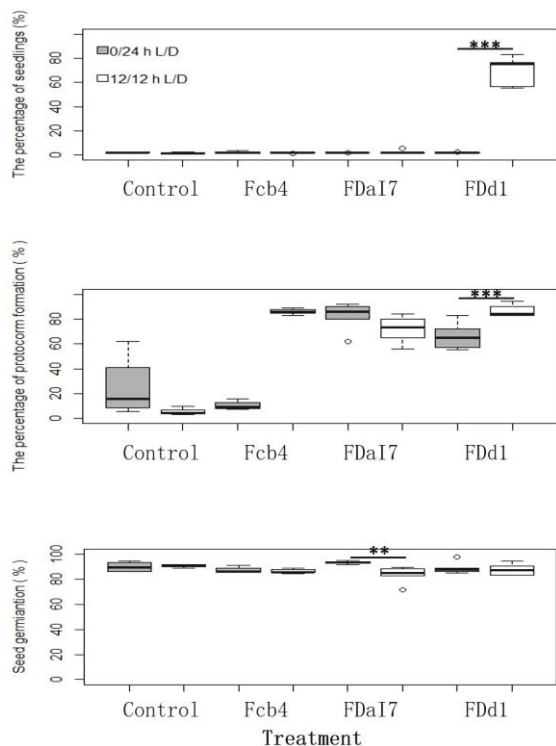 The percentage of seedlings (%)
0 20 40 60 80
0/24 h L/D
12/12 h L/D
***
Control Fcb4 FDaI7 FDd1
The percentage of protocorm formation ( % )
0 20 40 60 80
***
Control Fcb4 FDaI7 FDd1
Seed germiantion ( % )
0 20 40 60 80 100
**
Control Fcb4 FDaI7 FDd1
Treatment